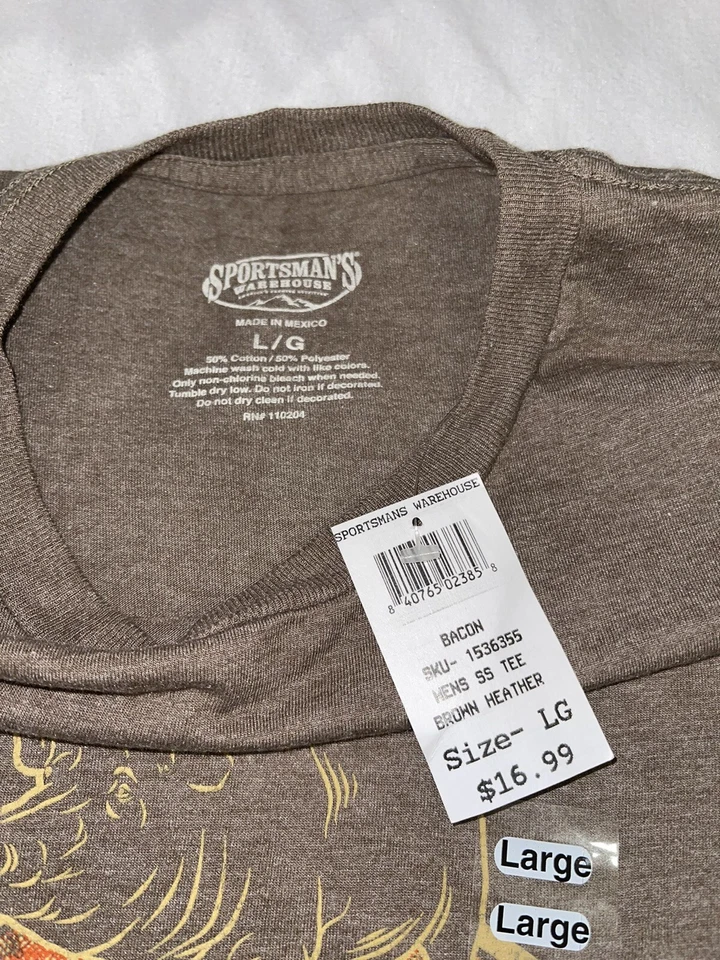 SPORTSMAN'S
WAREHOUSE
AMERICA'S PREMIER OUTFITTER
MADE IN MEXICO
L/G
50% Cotton / 50% Polyester
Machine wash cold with like colors.
Only non-chlorine bleach when needed.
Tumble dry low. Do not iron if decorated.
Do not dry clean if decorated.
RN# 110204
SPORTSMANS WAREHOUSE
8 40765 02385 8
BACON
SKU- 1536355
MENS SS TEE
BROWN HEATHER
Size- LG
$16.99
Large
Large